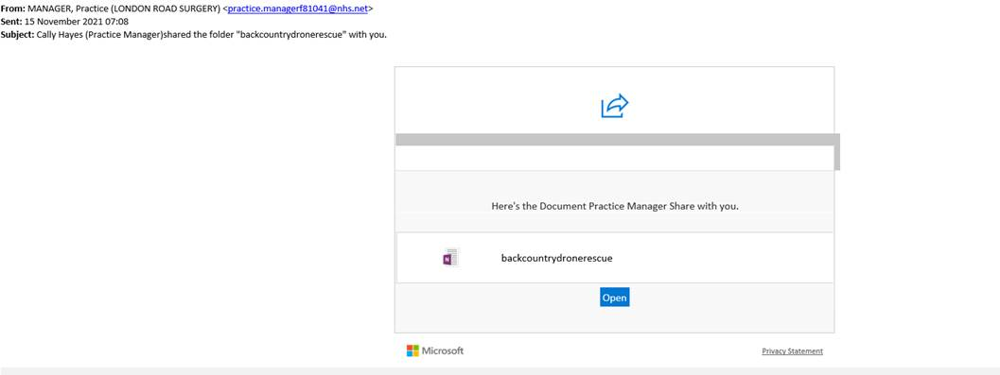 From: MANAGER, Practice (LONDON ROAD SURGERY) <practice.managerf81041@nhs.net>
Sent: 15 November 2021 07:08
Subject: Cally Hayes (Practice Manager)shared the folder "backcountrydronerescue" with you.
Here's the Document Practice Manager Share with you.
N
backcountrydronerescue
Open
Microsoft
Privacy Statement